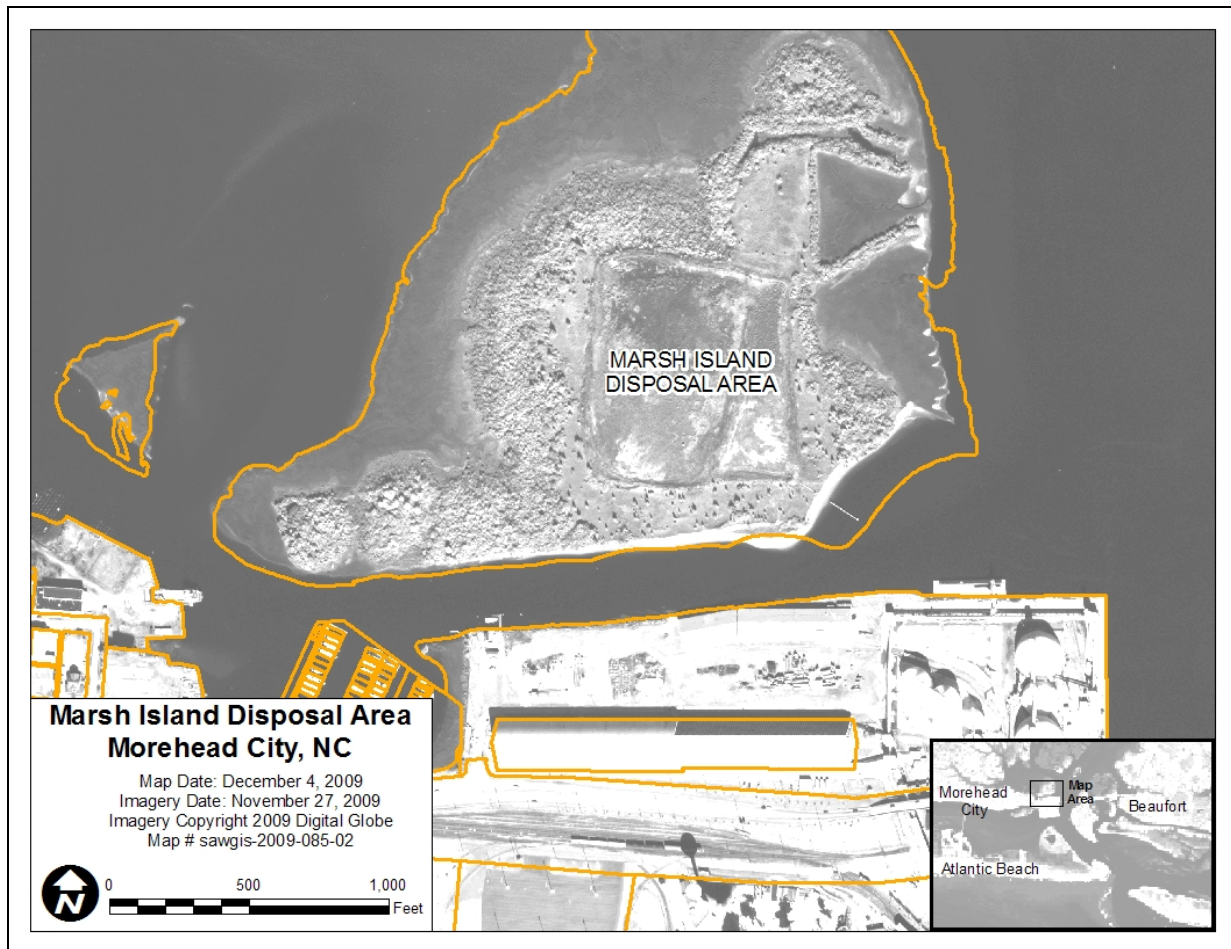 MARSH ISLAND
DISPOSAL AREA
Marsh Island Disposal Area
Morehead City, NC
Map Date: December 4, 2009
Imagery Date: November 27, 2009
Imagery Copyright 2009 Digital Globe
Map # sawgis-2009-085-02
N
0 500 1,000
Feet
Morehead
City
Map
Area
Beaufort
Atlantic Beach